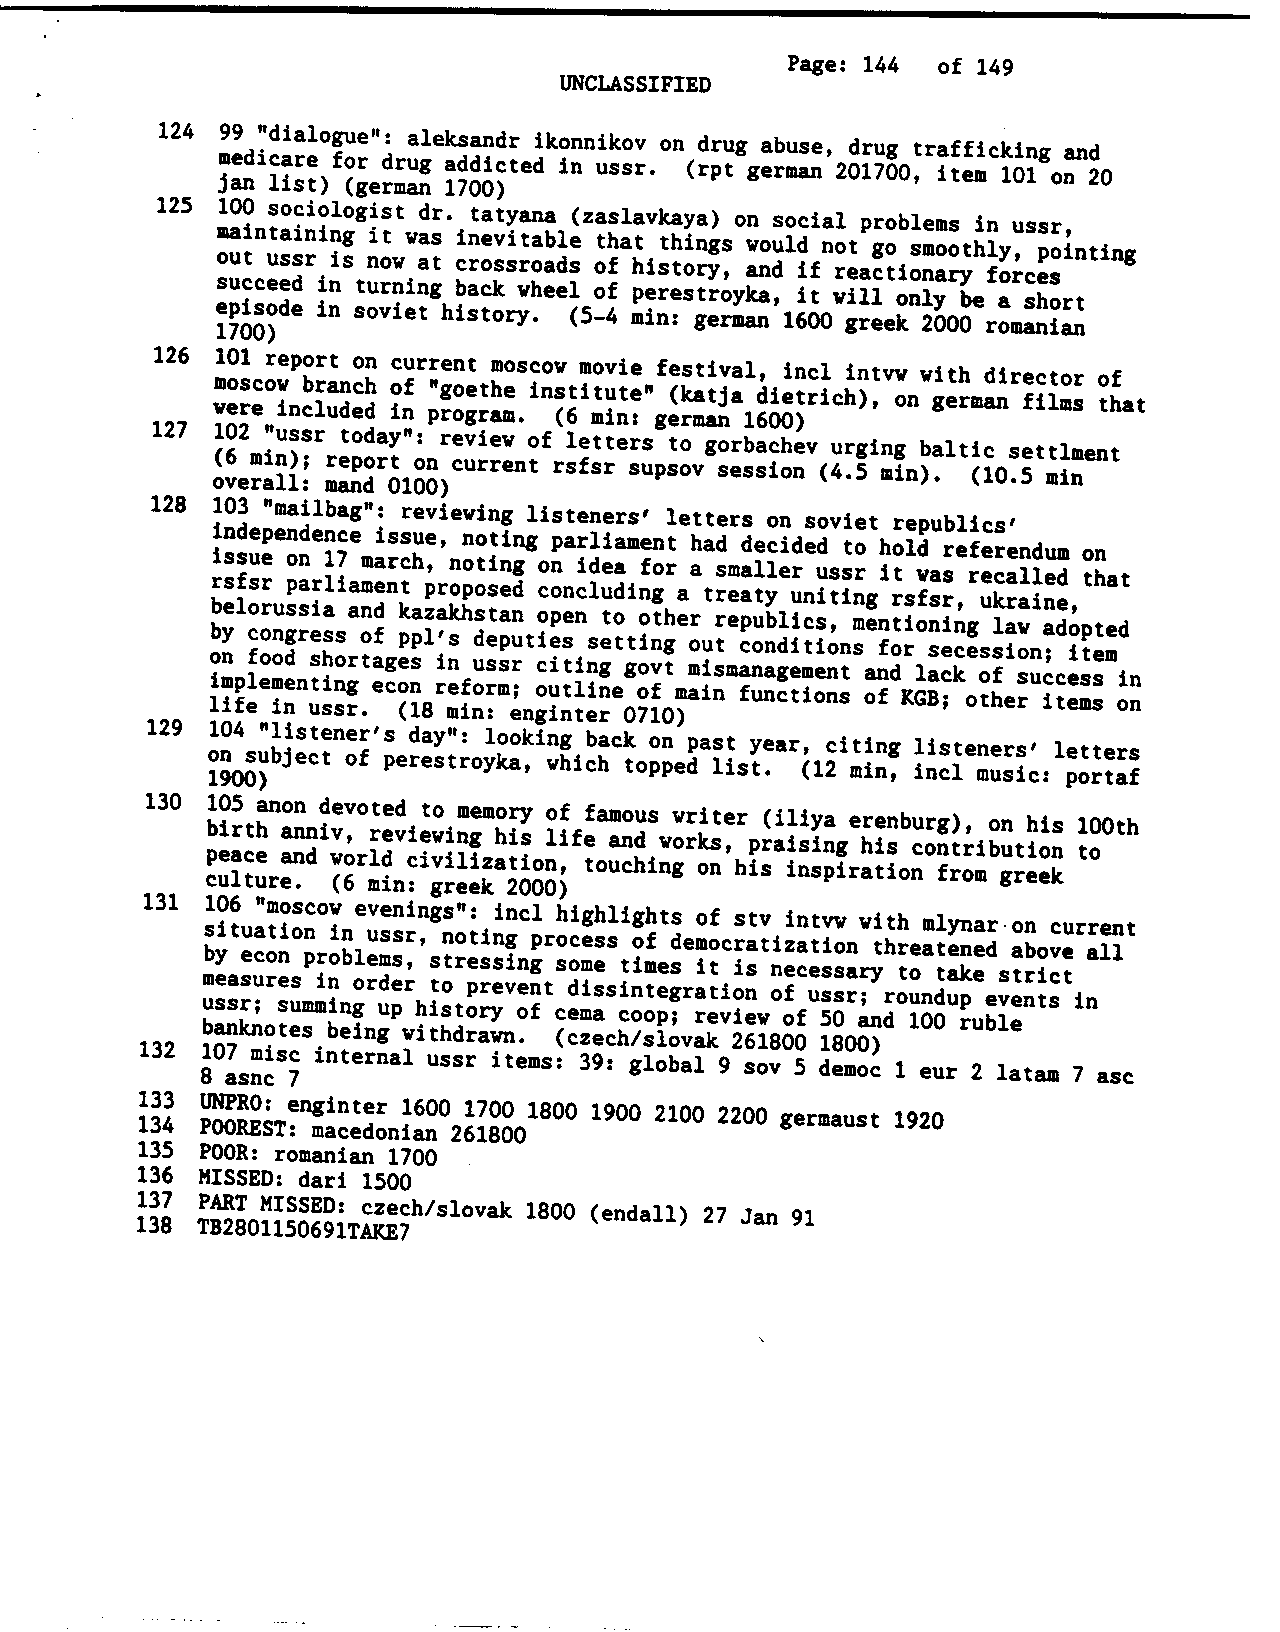 Page: 144 of 149
UNCLASSIFIED
124 99 "dialogue": aleksandr ikonnikov on drug abuse, drug trafficking and
medicare for drug addicted in ussr. (rpt german 201700, item 101 on 20
jan list) (german 1700)
125 100 sociologist dr. tatyana (zaslavkaya) on social problems in ussr,
maintaining it was inevitable that things would not go smoothly, pointing
out ussr is now at crossroads of history, and if reactionary forces
succeed in turning back wheel of perestroyka, it will only be a short
episode in soviet history. (5-4 min: german 1600 greek 2000 romanian
1700)
126 101 report on current moscow movie festival, incl intvw with director of
moscow branch of "goethe institute" (katja dietrich), on german films that
were included in program. (6 min: german 1600)
127 102 "ussr today": review of letters to gorbachev urging baltic settlment
(6 min); report on current rsfsr supsov session (4.5 min). (10.5 min
overall: mand 0100)
128 103 "mailbag": reviewing listeners' letters on soviet republics'
independence issue, noting parliament had decided to hold referendum on
issue on 17 march, noting on idea for a smaller ussr it was recalled that
rsfsr parliament proposed concluding a treaty uniting rsfsr, ukraine,
belorussia and kazakhstan open to other republics, mentioning law adopted
by congress of ppl's deputies setting out conditions for secession; item
on food shortages in ussr citing govt mismanagement and lack of success in
implementing econ reform; outline of main functions of KGB; other items on
life in ussr. (18 min: enginter 0710)
129 104 "listener's day": looking back on past year, citing listeners' letters
on subject of perestroyka, which topped list. (12 min, incl music: portaf
1900)
130 105 anon devoted to memory of famous writer (iliya erenburg), on his 100th
birth anniv, reviewing his life and works, praising his contribution to
peace and world civilization, touching on his inspiration from greek
culture. (6 min: greek 2000)
131 106 "moscow evenings": incl highlights of stv intvw with mlynar on current
situation in ussr, noting process of democratization threatened above all
by econ problems, stressing some times it is necessary to take strict
measures in order to prevent dissintegration of ussr; roundup events in
ussr; summing up history of cema coop; review of 50 and 100 ruble
banknotes being withdrawn. (czech/slovak 261800 1800)
132 107 misc internal ussr items: 39: global 9 sov 5 democ 1 eur 2 latam 7 asc
8 asnc 7
133 UNPRO: enginter 1600 1700 1800 1900 2100 2200 germaust 1920
134 POOREST: macedonian 261800
135 POOR: romanian 1700
136 MISSED: dari 1500
137 PART MISSED: czech/slovak 1800 (endall) 27 Jan 91
138 TB2801150691TAKE7